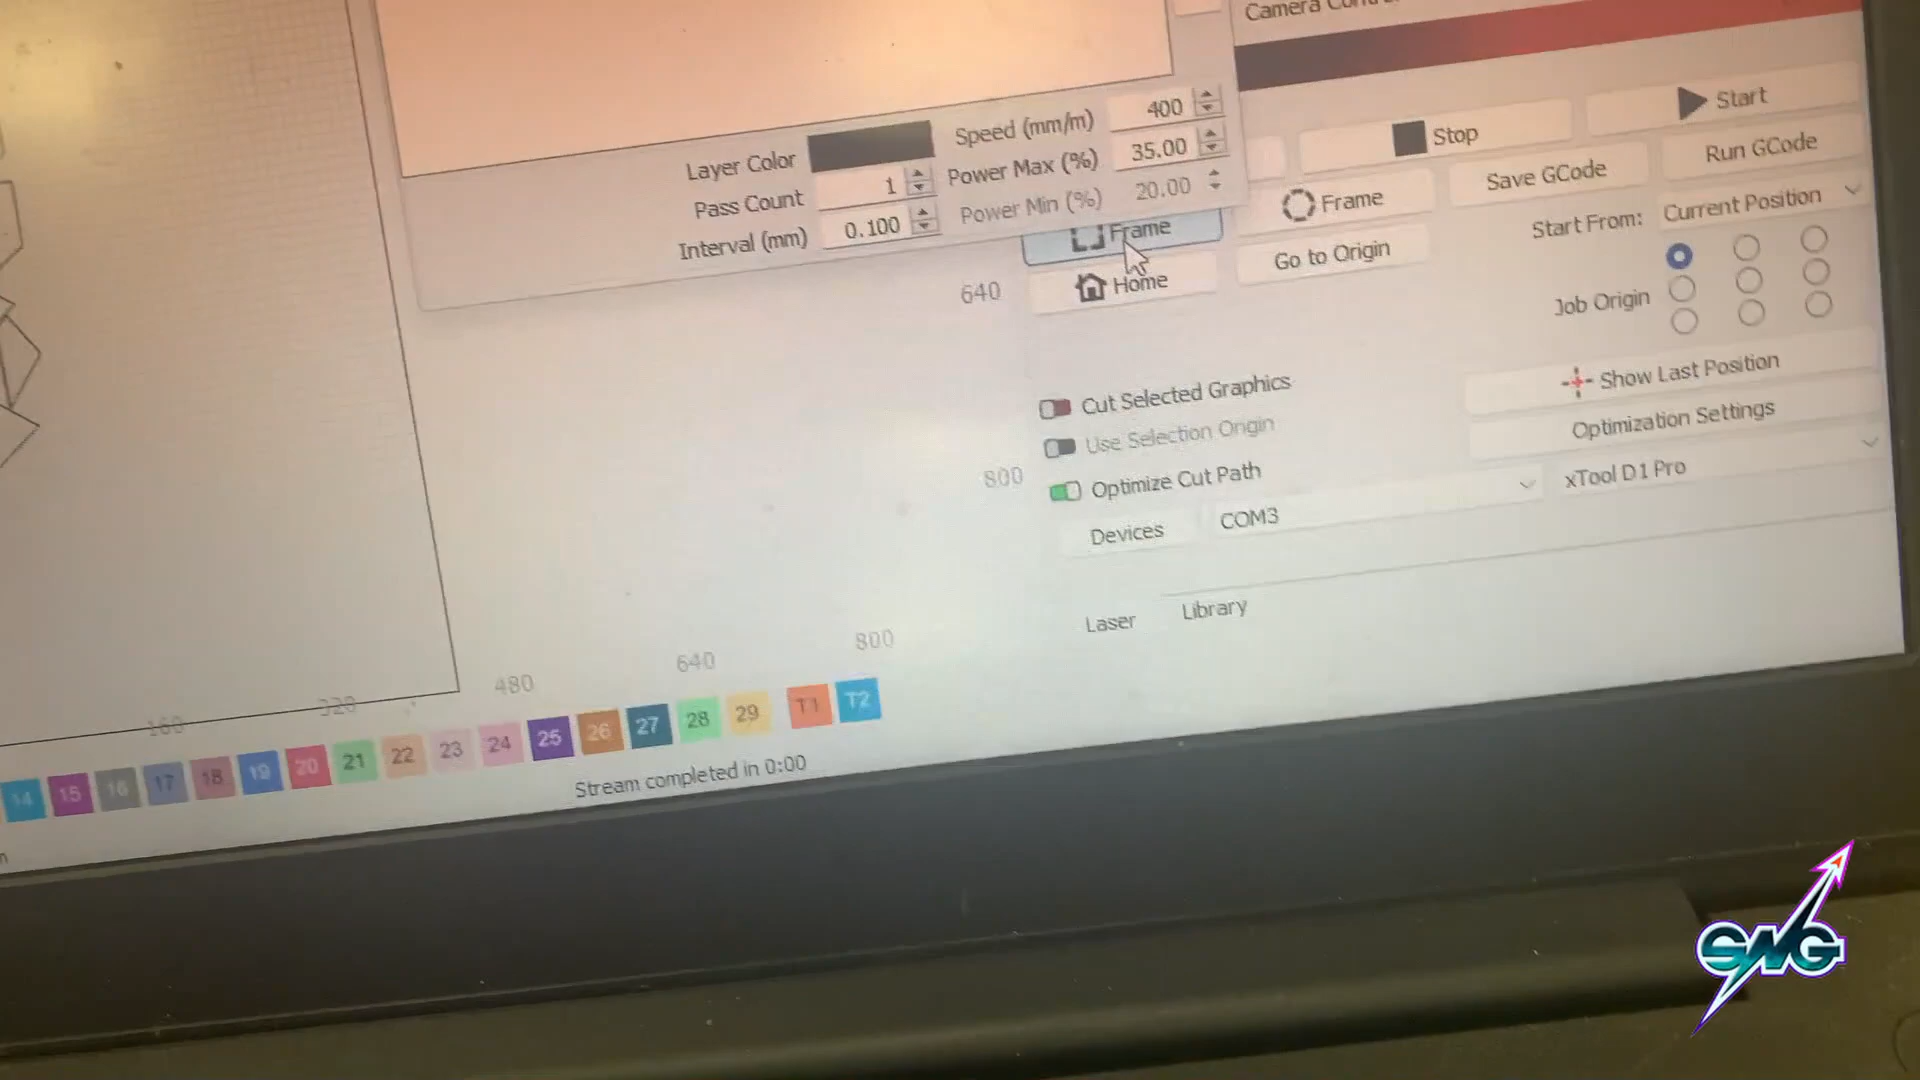 Camera
Layer Color
Speed (mm/m) 400
Pass Count 1
Power Max (%) 35.00
Interval (mm) 0.100
Power Min (%) 20.00
Stop
Start
Frame
Frame
Save GCode
Run GCode
Home
Go to Origin
Start From: Current Position
Job Origin
Cut Selected Graphics
Use Selection Origin
Optimize Cut Path
Show Last Position
Optimization Settings
Devices
COM3
xTool D1 Pro
Laser
Library
640
800
160
320
480
640
800
14 15 16 17 18 19 20 21 22 23 24 25 26 27 28 29 T1 T2
Stream completed in 0:00
SNG